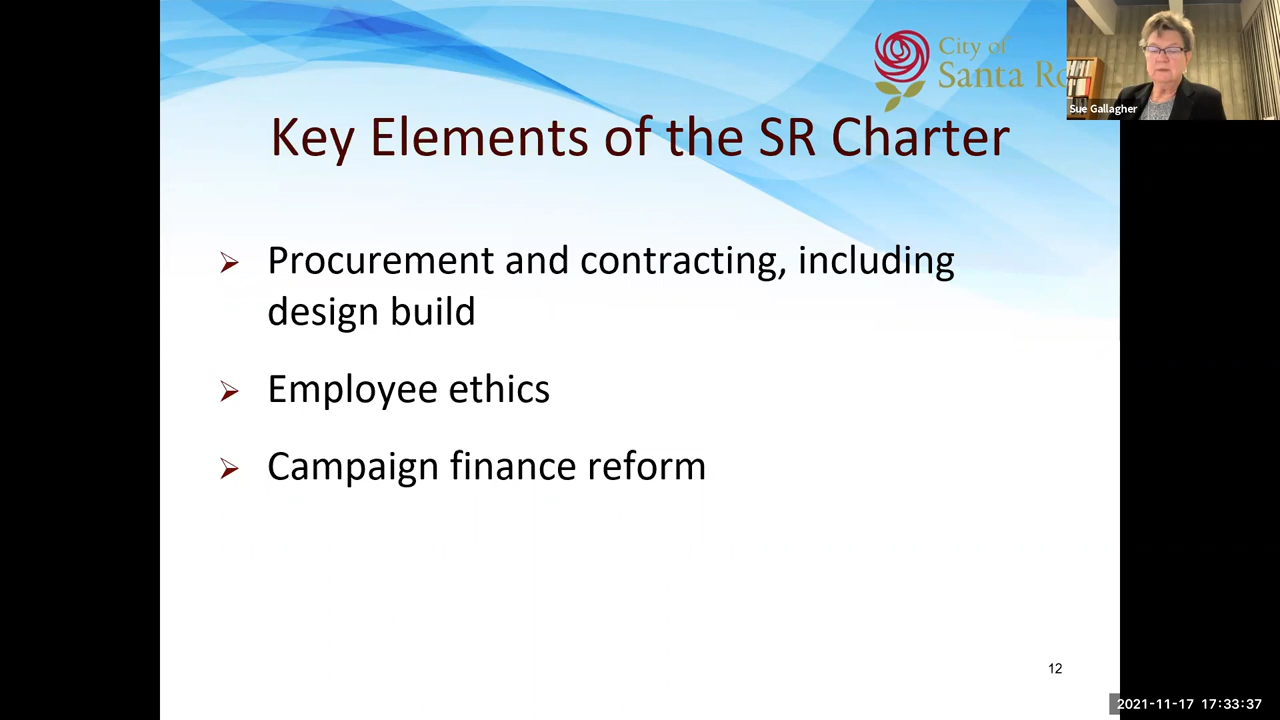 City of
Santa Ro
Sue Gallagher
Key Elements of the SR Charter
Procurement and contracting, including
design build
Employee ethics
Campaign finance reform
12
2021-11-17 17:33:37